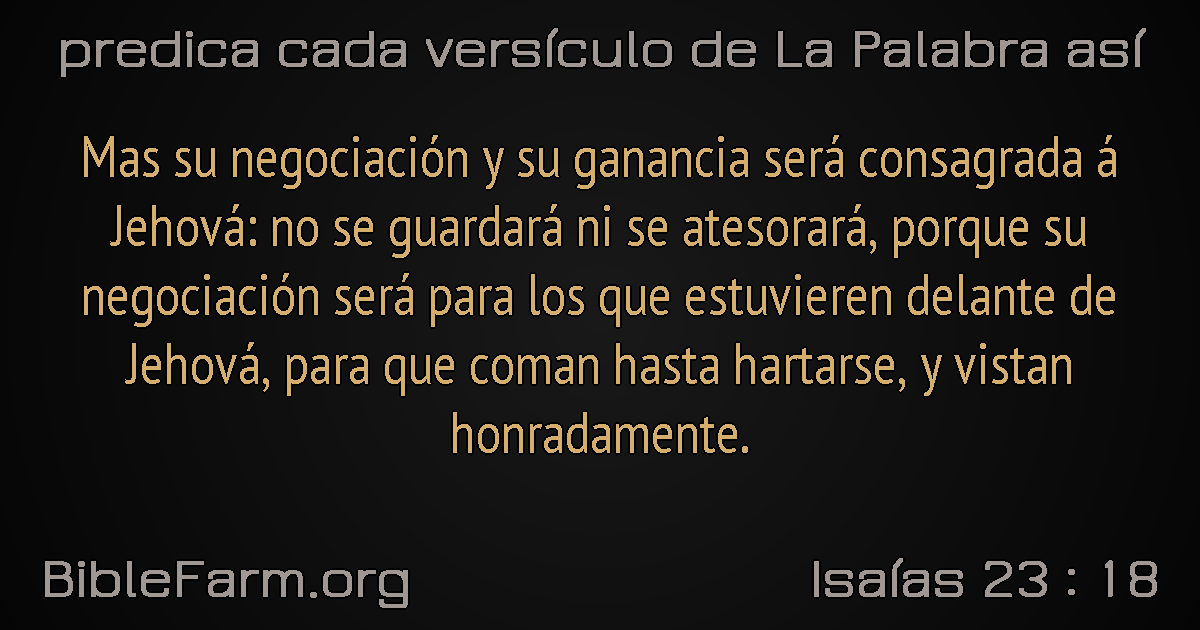 predica cada versículo de La Palabra así
Mas su negociación y su ganancia será consagrada á
Jehová: no se guardará ni se atesorará, porque su
negociación será para los que estuvieren delante de
Jehová, para que coman hasta hartarse, y vistan
honradamente.
BibleFarm.org
Isaías 23 : 18